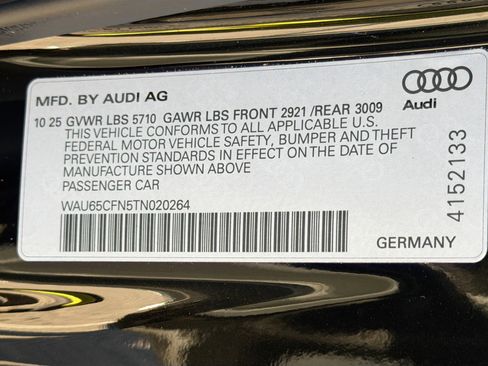 MFD. BY AUDI AG
10 25 GVWR LBS 5710 GAWR LBS FRONT 2921 /REAR 3009
THIS VEHICLE CONFORMS TO ALL APPLICABLE U.S.
FEDERAL MOTOR VEHICLE SAFETY, BUMPER AND THEFT
PREVENTION STANDARDS IN EFFECT ON THE DATE OF
MANUFACTURE SHOWN ABOVE
PASSENGER CAR
WAU65CFN5TN020264
Audi
4152133
GERMANY